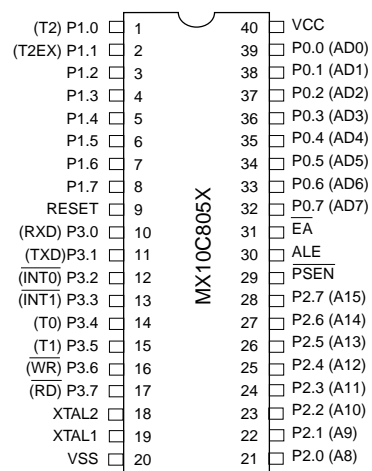 (T2) P1.0 1 40 VCC
(T2EX) P1.1 2 39 P0.0 (AD0)
P1.2 3 38 P0.1 (AD1)
P1.3 4 37 P0.2 (AD2)
P1.4 5 36 P0.3 (AD3)
P1.5 6 35 P0.4 (AD4)
P1.6 7 34 P0.5 (AD5)
P1.7 8 33 P0.6 (AD6)
RESET 9 32 P0.7 (AD7)
(RXD) P3.0 10 31 EA
(TXD)P3.1 11 30 ALE
(INT0) P3.2 12 29 PSEN
(INT1) P3.3 13 28 P2.7 (A15)
(T0) P3.4 14 27 P2.6 (A14)
(T1) P3.5 15 26 P2.5 (A13)
(WR) P3.6 16 25 P2.4 (A12)
(RD) P3.7 17 24 P2.3 (A11)
XTAL2 18 23 P2.2 (A10)
XTAL1 19 22 P2.1 (A9)
VSS 20 21 P2.0 (A8)
MX10C805X